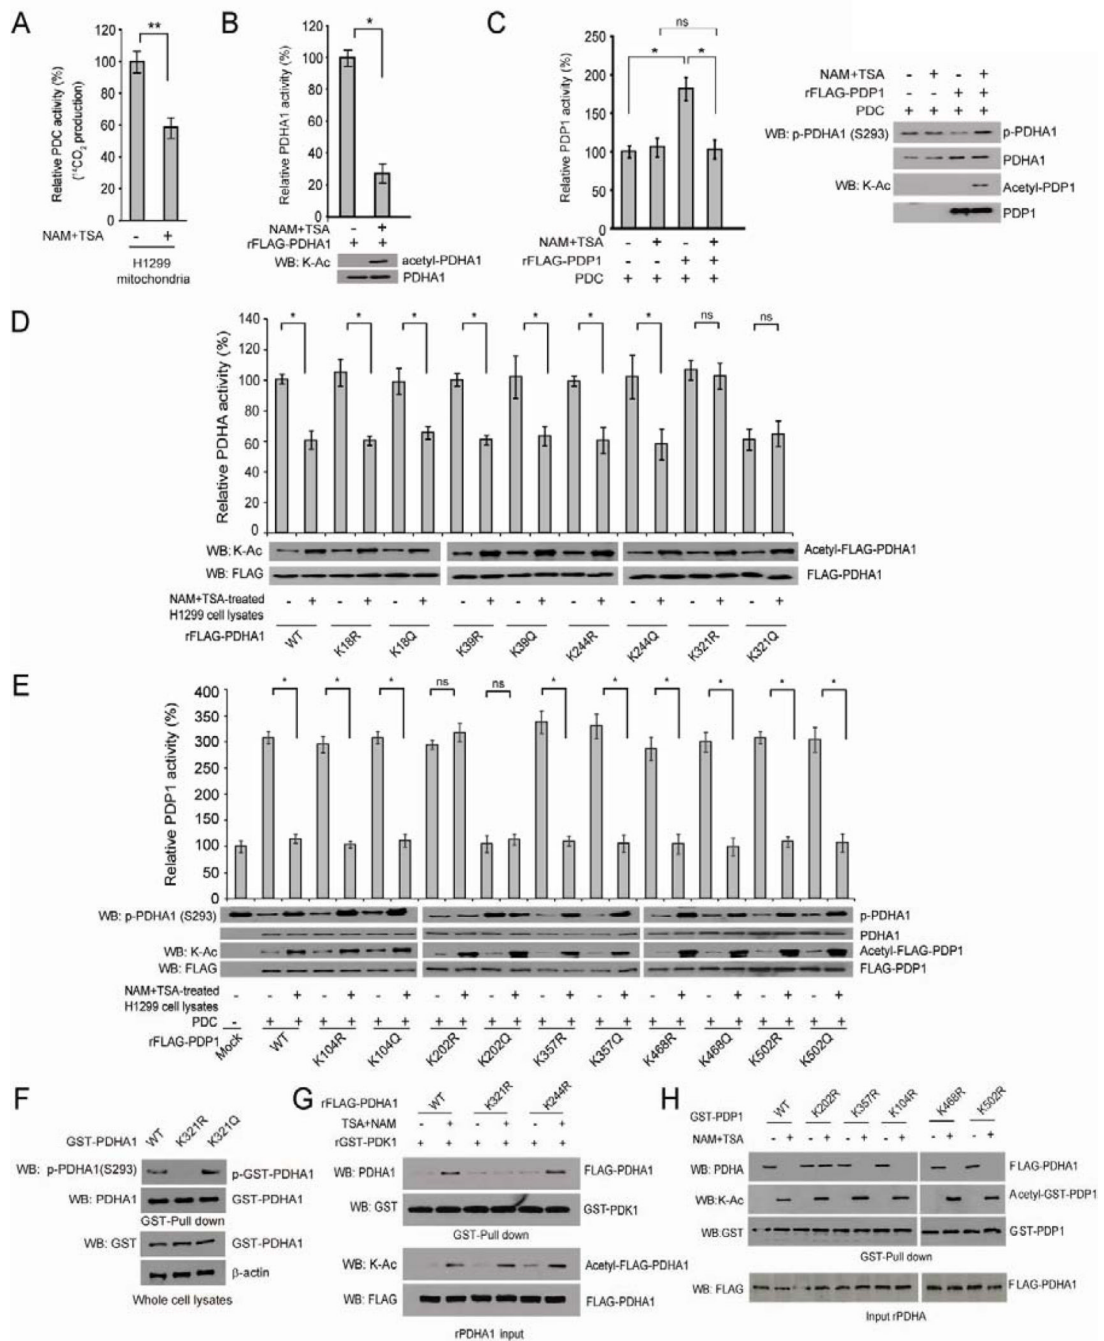 A
Relative PDC activity (%)
(¹⁴CO₂ production)
120
100
80
60
40
20
0
**
NAM+TSA - +
H1299
mitochondria
B
Relative PDHA1 activity (%)
120
100
80
60
40
20
0
*
NAM+TSA - +
rFLAG-PDHA1 + +
WB: K-Ac acetyl-PDHA1
PDHA1
C
Relative PDP1 activity (%)
250
200
150
100
50
0
ns
* *
NAM+TSA - + - +
rFLAG-PDP1 - - + +
PDC + + + +
NAM+TSA - + - +
rFLAG-PDP1 - - + +
PDC + + + +
WB: p-PDHA1 (S293) p-PDHA1
PDHA1
WB: K-Ac Acetyl-PDP1
PDP1
D
Relative PDHA activity (%)
140
120
100
80
60
40
20
0
* * * * * * * ns ns
WB: K-Ac Acetyl-FLAG-PDHA1
WB: FLAG FLAG-PDHA1
NAM+TSA-treated - + - + - + - + - + - + - + - + - +
H1299 cell lysates
rFLAG-PDHA1 WT K18R K18Q K39R K39Q K244R K244Q K321R K321Q
E
Relative PDP1 activity (%)
400
350
300
250
200
150
100
50
0
* * * ns ns * * * * * *
WB: p-PDHA1 (S293) p-PDHA1
PDHA1
WB: K-Ac Acetyl-FLAG-PDP1
WB: FLAG FLAG-PDP1
NAM+TSA-treated - - + - + - + - + - + - + - + - + - + - + - +
H1299 cell lysates
PDC - + + + + + + + + + + + + + + + + + + + + + +
rFLAG-PDP1 Mock WT K104R K104Q K202R K202Q K357R K357Q K468R K468Q K502R K502Q
F
GST-PDHA1 WT K321R K321Q
WB: p-PDHA1(S293) p-GST-PDHA1
WB: PDHA1 GST-PDHA1
GST-Pull down
WB: GST GST-PDHA1
β-actin
Whole cell lysates
G
rFLAG-PDHA1 WT K321R K244R
TSA+NAM - + - + - +
rGST-PDK1 + + + + + +
WB: PDHA1 FLAG-PDHA1
WB: GST GST-PDK1
GST-Pull down
WB: K-Ac Acetyl-FLAG-PDHA1
WB: FLAG FLAG-PDHA1
rPDHA1 input
H
GST-PDP1 WT K202R K357R K104R K468R K502R
NAM+TSA - + - + - + - + - + - +
WB: PDHA FLAG-PDHA1
WB:K-Ac Acetyl-GST-PDP1
WB:GST GST-PDP1
GST-Pull down
WB: FLAG FLAG-PDHA1
Input rPDHA